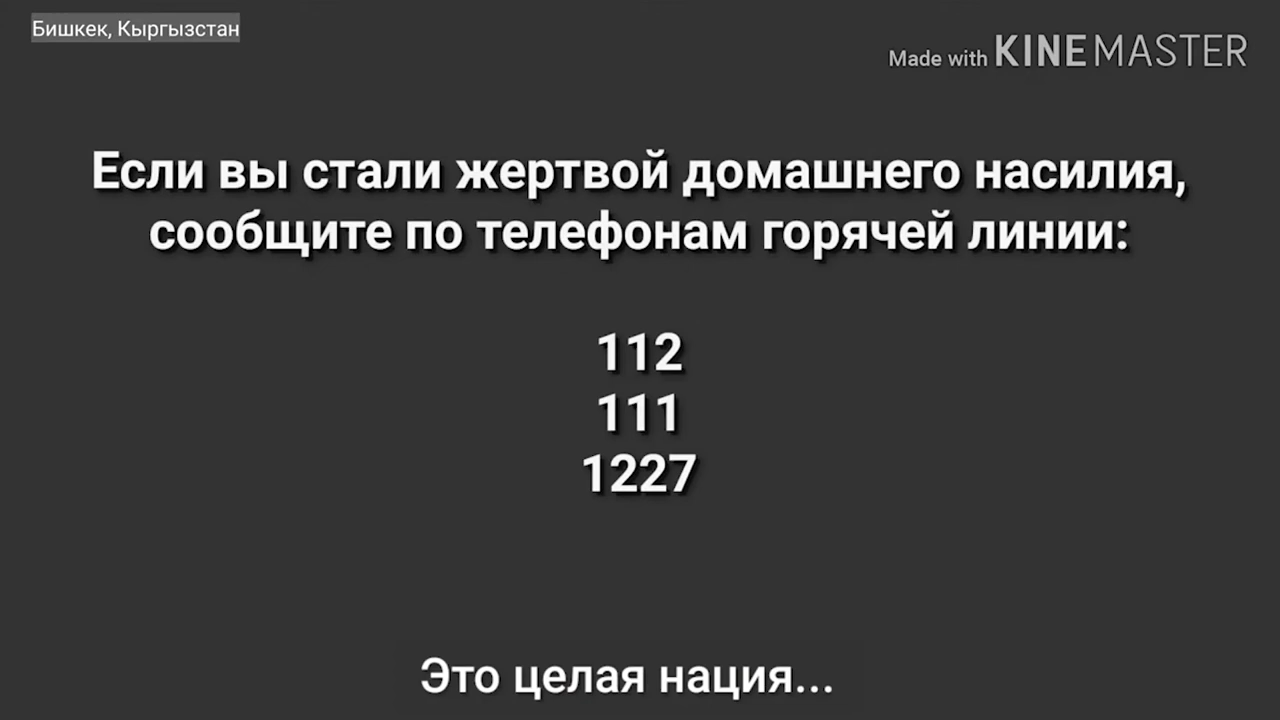 Бишкек, Кыргызстан
Made with KINEMASTER
Если вы стали жертвой домашнего насилия,
сообщите по телефонам горячей линии:
112
111
1227
Это целая нация...